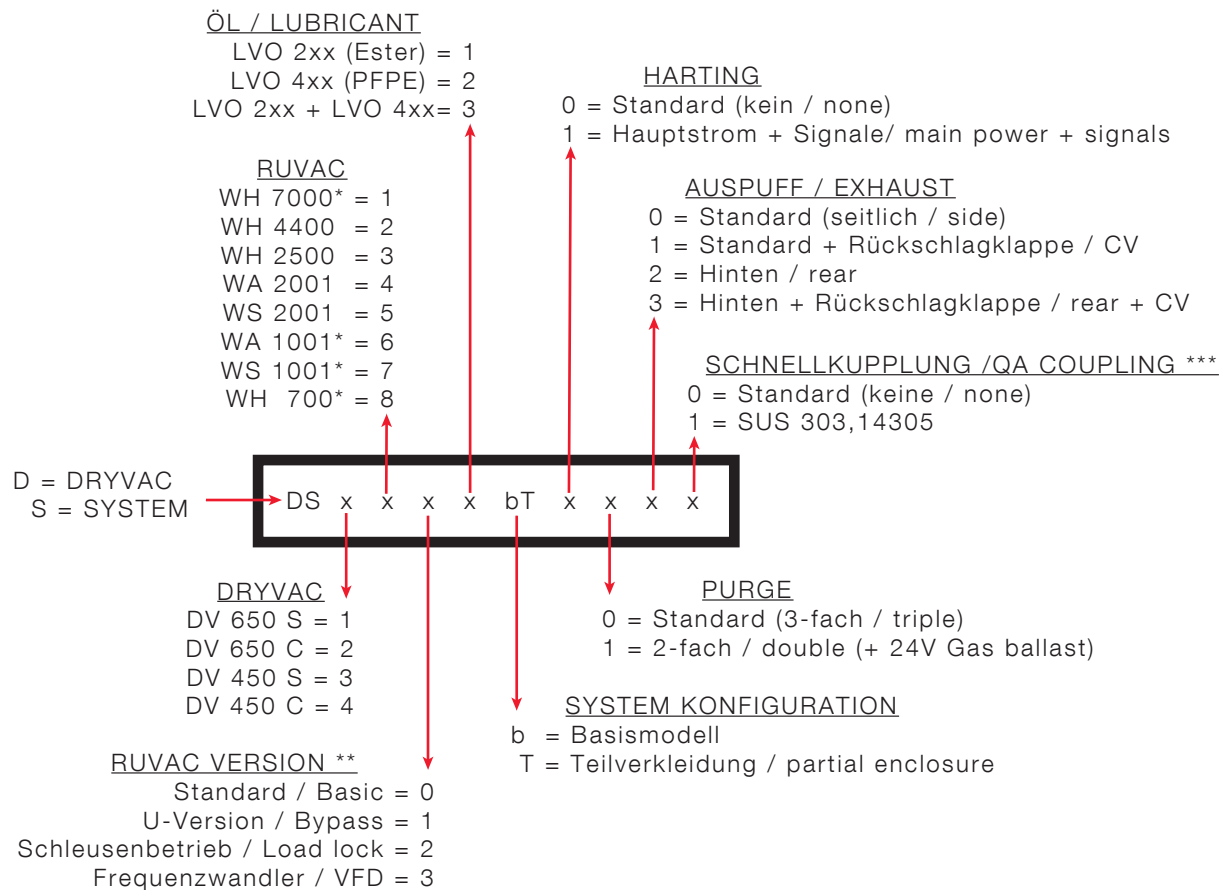 ÖL / LUBRICANT
LVO 2xx (Ester) = 1
LVO 4xx (PFPE) = 2
LVO 2xx + LVO 4xx= 3
HARTING
0 = Standard (kein / none)
1 = Hauptstrom + Signale/ main power + signals
RUVAC
WH 7000* = 1
WH 4400 = 2
WH 2500 = 3
WA 2001 = 4
WS 2001 = 5
WA 1001* = 6
WS 1001* = 7
WH 700* = 8
AUSPUFF / EXHAUST
0 = Standard (seitlich / side)
1 = Standard + Rückschlagklappe / CV
2 = Hinten / rear
3 = Hinten + Rückschlagklappe / rear + CV
SCHNELLKUPPLUNG /QA COUPLING ***
0 = Standard (keine / none)
1 = SUS 303,14305
D = DRYVAC
S = SYSTEM
DS x x x x bT x x x x
DRYVAC
DV 650 S = 1
DV 650 C = 2
DV 450 S = 3
DV 450 C = 4
PURGE
0 = Standard (3-fach / triple)
1 = 2-fach / double (+ 24V Gas ballast)
SYSTEM KONFIGURATION
b = Basismodell
T = Teilverkleidung / partial enclosure
RUVAC VERSION **
Standard / Basic = 0
U-Version / Bypass = 1
Schleusenbetrieb / Load lock = 2
Frequenzwandler / VFD = 3